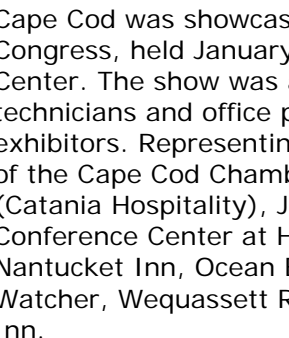 Cape Cod was showcas
Congress, held January
Center. The show was a
technicians and office p
exhibitors. Representin
of the Cape Cod Chamb
(Catania Hospitality), J
Conference Center at H
Nantucket Inn, Ocean E
Watcher, Wequassett R
Inn.